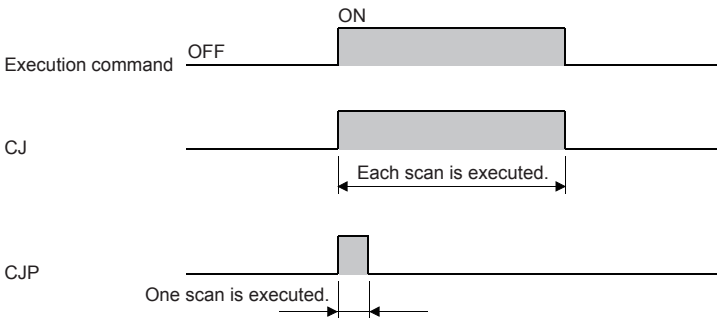 ON
OFF
Execution command
CJ
Each scan is executed.
CJP
One scan is executed.